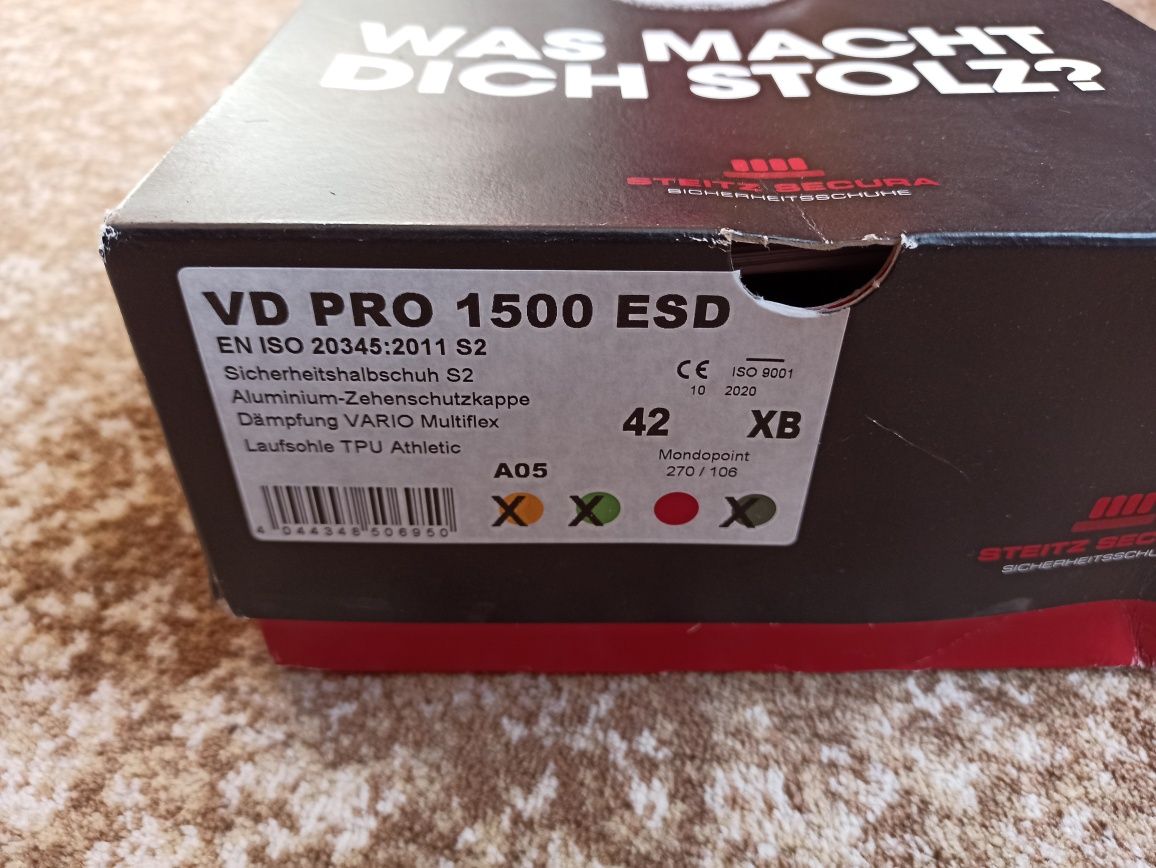 WAS MACHT
DICH STOLZ?
STEITZ SECURA
SICHERHEITSSCHUHE
VD PRO 1500 ESD
EN ISO 20345:2011 S2
Sicherheitshalbschuh S2
Aluminium-Zehenschutzkappe
Dämpfung VARIO Multiflex
Laufsohle TPU Athletic
CE ISO 9001
10 2020
42 XB
Mondopoint
270 / 106
A05
X X X
4 044348 506950
STEITZ SEC
SICHERHEITSSCHU